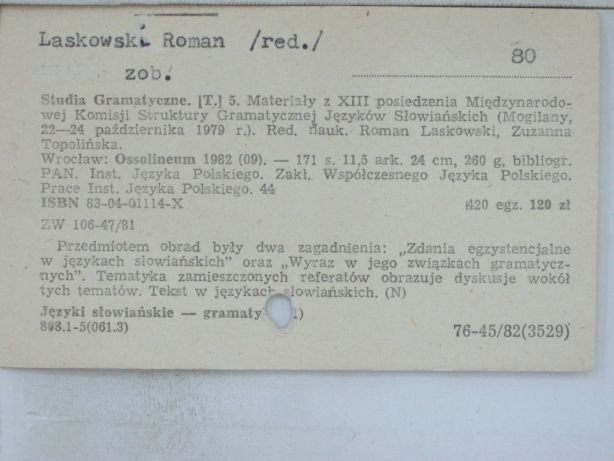 Laskowski Roman /red./
80
zob.
Studia Gramatyczne. [T.] 5. Materiały z XIII posiedzenia Międzynarodo-
wej Komisji Struktury Gramatycznej Języków Słowiańskich (Mogilany,
22—24 października 1979 r.). Red. nauk. Roman Laskowski, Zuzanna
Topolińska.
Wrocław: Ossolineum 1982 (09). — 171 s. 11,5 ark. 24 cm, 260 g, bibliogr.
PAN. Inst. Języka Polskiego. Zakł. Współczesnego Języka Polskiego.
Prace Inst. Języka Polskiego. 44
ISBN 83-04-01114-X 420 egz. 120 zł
ZW 106-47/81
Przedmiotem obrad były dwa zagadnienia: „Zdania egzystencjalne
w językach słowiańskich" oraz „Wyraz w jego związkach gramatycz-
nych". Tematyka zamieszczonych referatów obrazuje dyskusje wokół
tych tematów. Tekst w językach słowiańskich. (N)
Języki słowiańskie — gramaty
808.1-5(061.3) 76-45/82(3529)